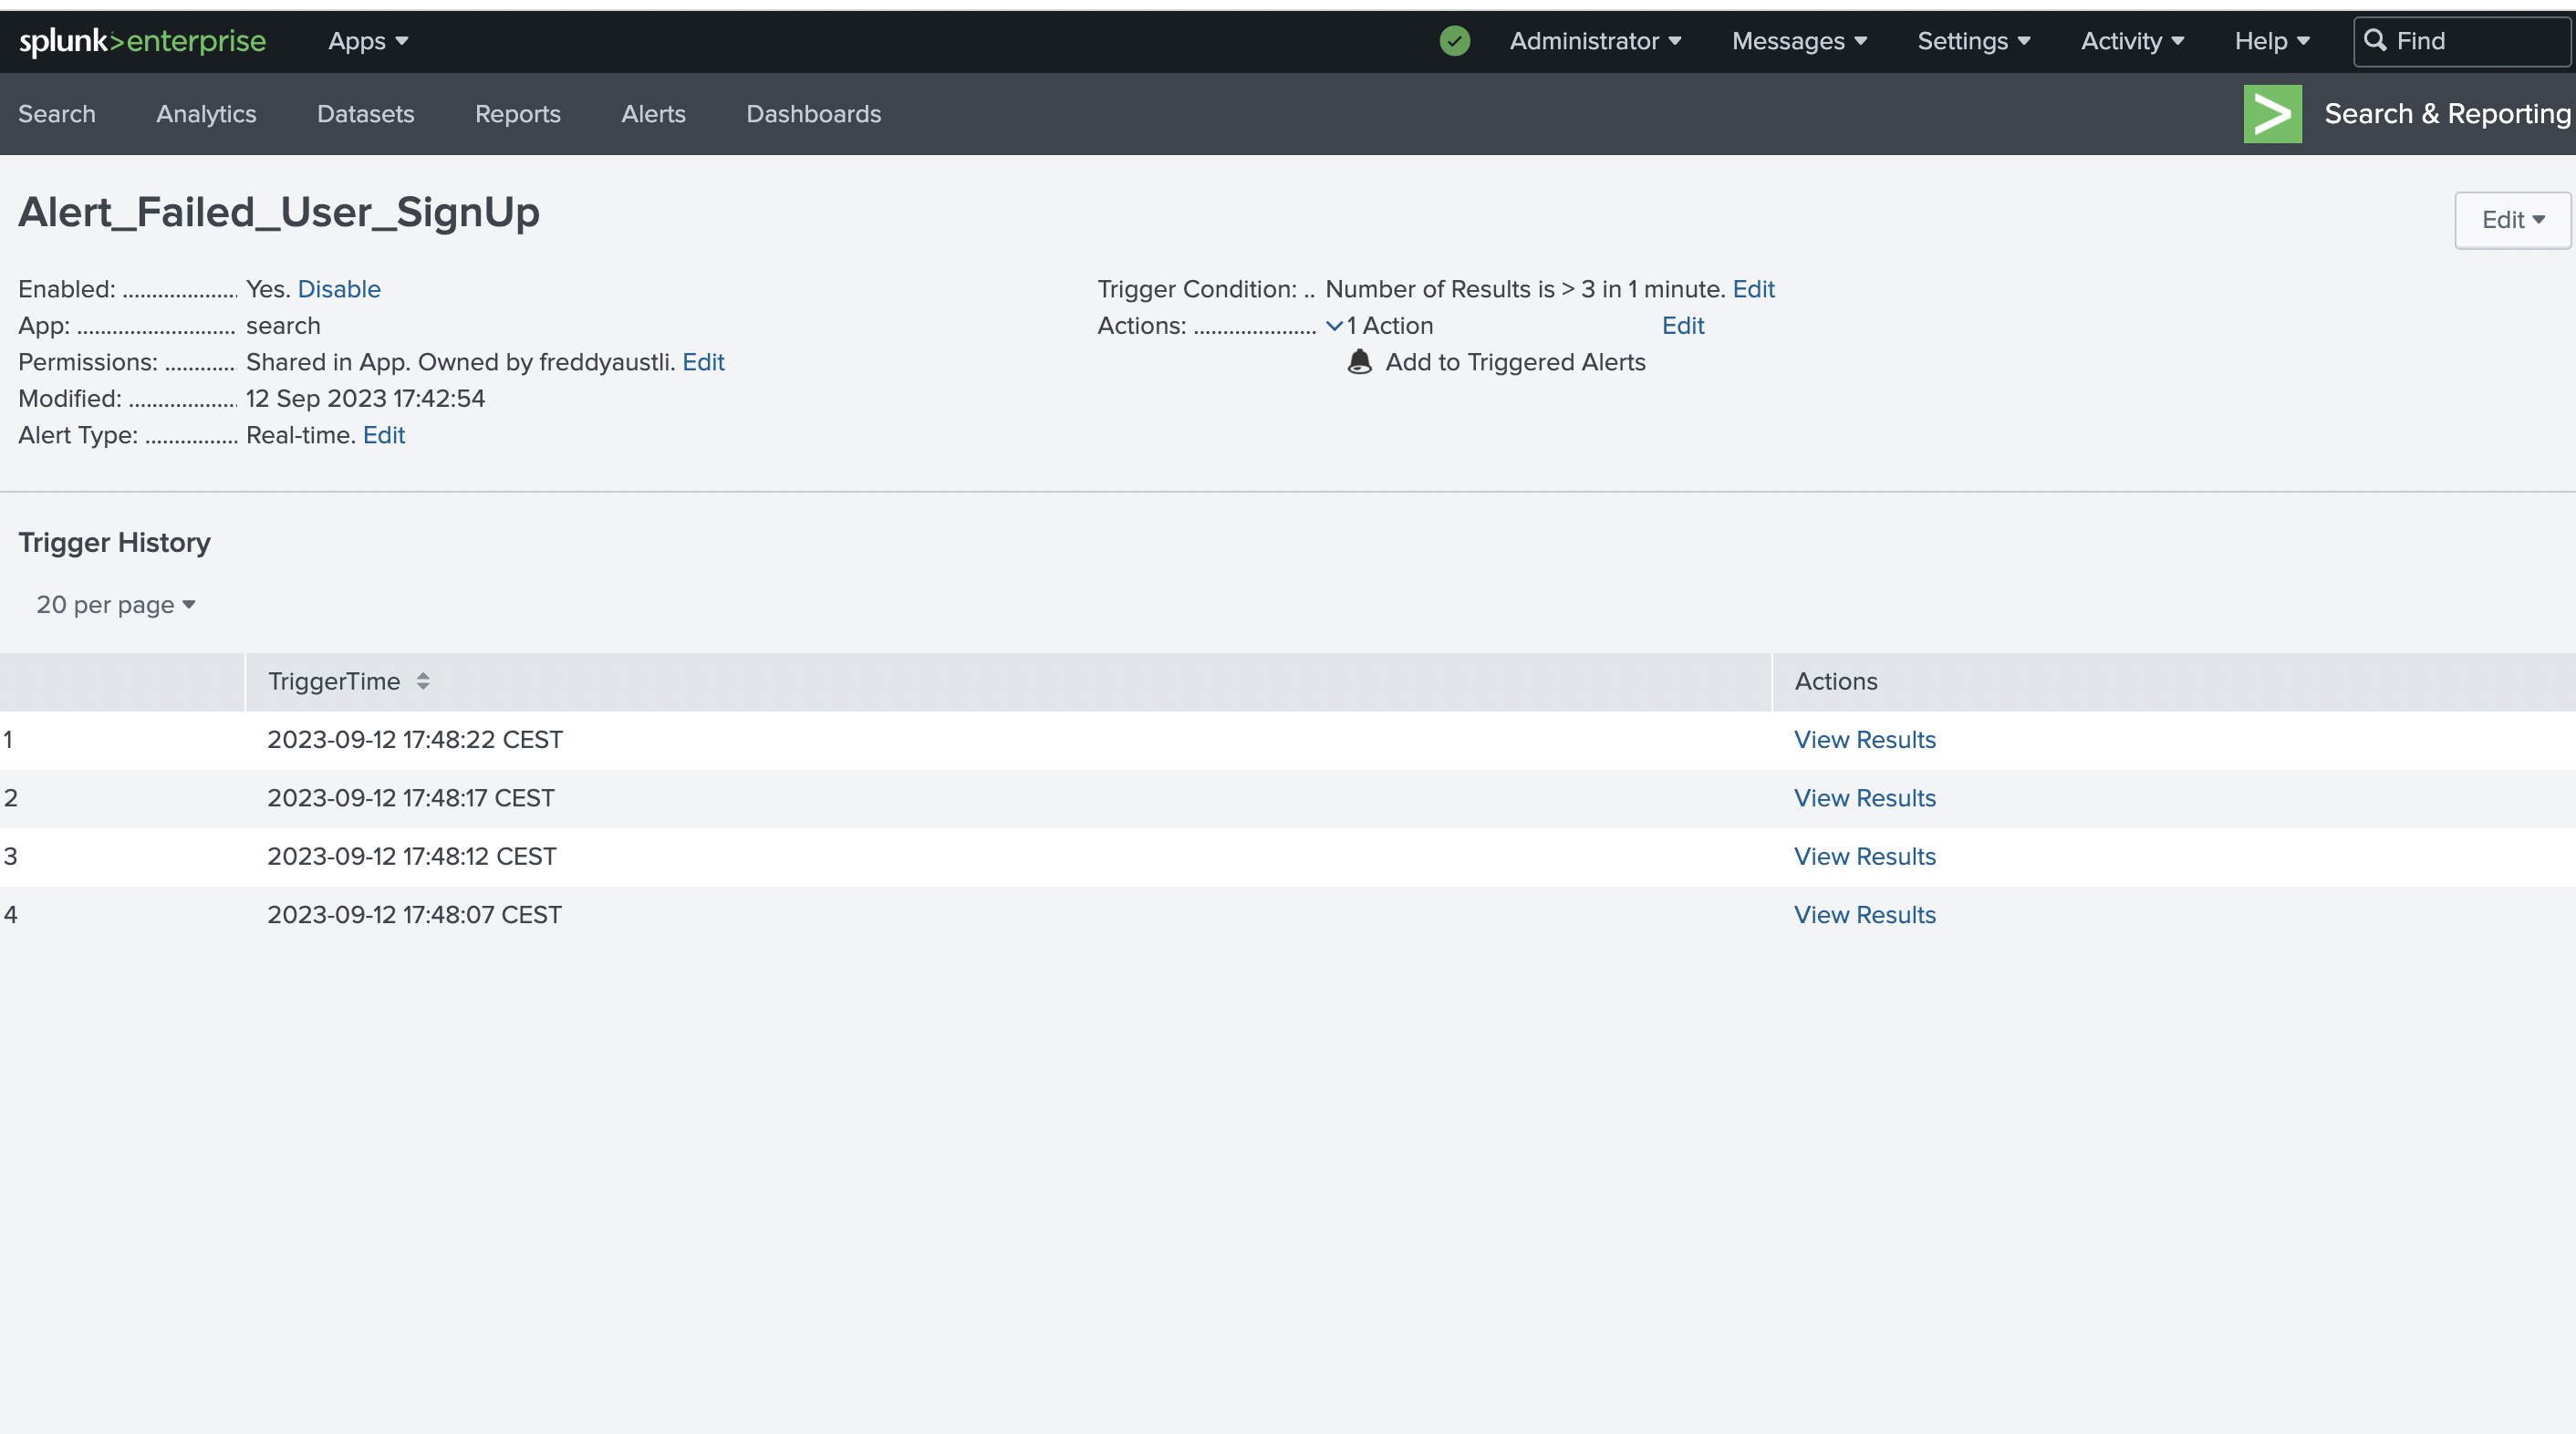 splunk>enterprise Apps Administrator Messages Settings Activity Help Find
Search Analytics Datasets Reports Alerts Dashboards Search & Reporting
Alert_Failed_User_SignUp
Edit
Enabled: .................... Yes. Disable
App: ........................... search
Permissions: ............ Shared in App. Owned by freddyaustli. Edit
Modified: ................... 12 Sep 2023 17:42:54
Alert Type: ................ Real-time. Edit
Trigger Condition: .. Number of Results is > 3 in 1 minute. Edit
Actions: ..................... 1 Action Edit
Add to Triggered Alerts
Trigger History
20 per page
TriggerTime Actions
1 2023-09-12 17:48:22 CEST View Results
2 2023-09-12 17:48:17 CEST View Results
3 2023-09-12 17:48:12 CEST View Results
4 2023-09-12 17:48:07 CEST View Results